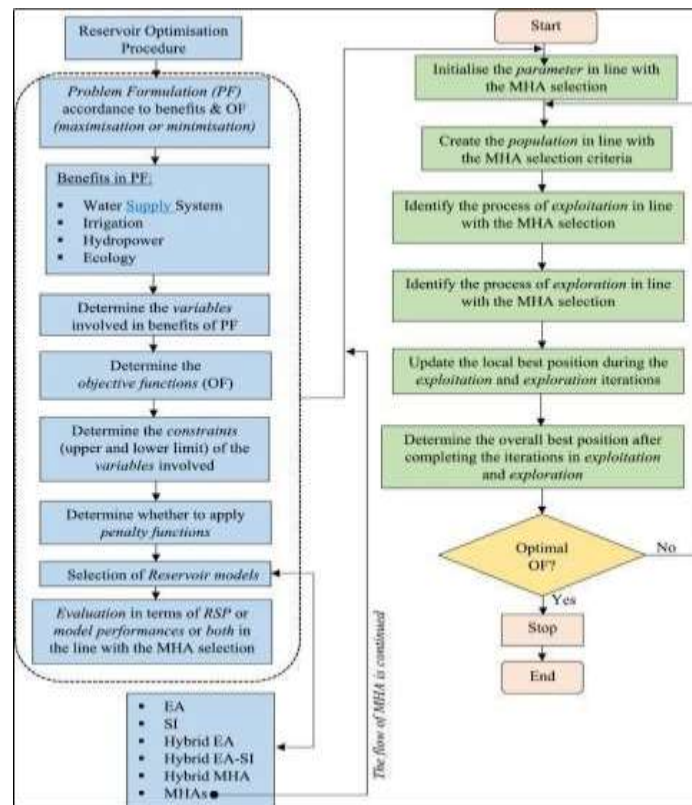 Reservoir Optimisation
Procedure
Problem Formulation (PF)
accordance to benefits & OF
(maximisation or minimisation)
Benefits in PF:
▪ Water Supply System
▪ Irrigation
▪ Hydropower
▪ Ecology
Determine the variables
involved in benefits of PF
Determine the
objective functions (OF)
Determine the constraints
(upper and lower limit) of the
variables involved
Determine whether to apply
penalty functions
Selection of Reservoir models
Evaluation in terms of RSP or
model performances or both in
the line with the MHA selection
▪ EA
▪ SI
▪ Hybrid EA
▪ Hybrid EA-SI
▪ Hybrid MHA
▪ MHAs
The flow of MHA is continued
Start
Initialise the parameter in line with
the MHA selection
Create the population in line with
the MHA selection criteria
Identify the process of exploitation in line
with the MHA selection
Identify the process of exploration in line
with the MHA selection
Update the local best position during the
exploitation and exploration iterations
Determine the overall best position after
completing the iterations in exploitation
and exploration
Optimal
OF?
No
Yes
Stop
End